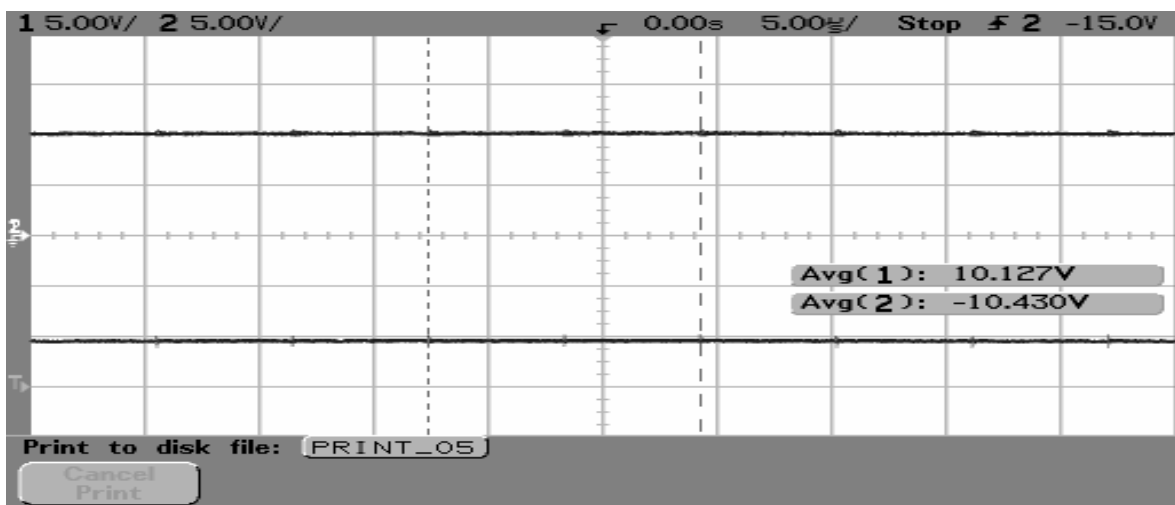 1 5.00V/ 2 5.00V/ 0.00s 5.00µs/ Stop 2 -15.0V
2
Avg(1): 10.127V
Avg(2): -10.430V
T
Print to disk file: PRINT_05
Cancel
Print